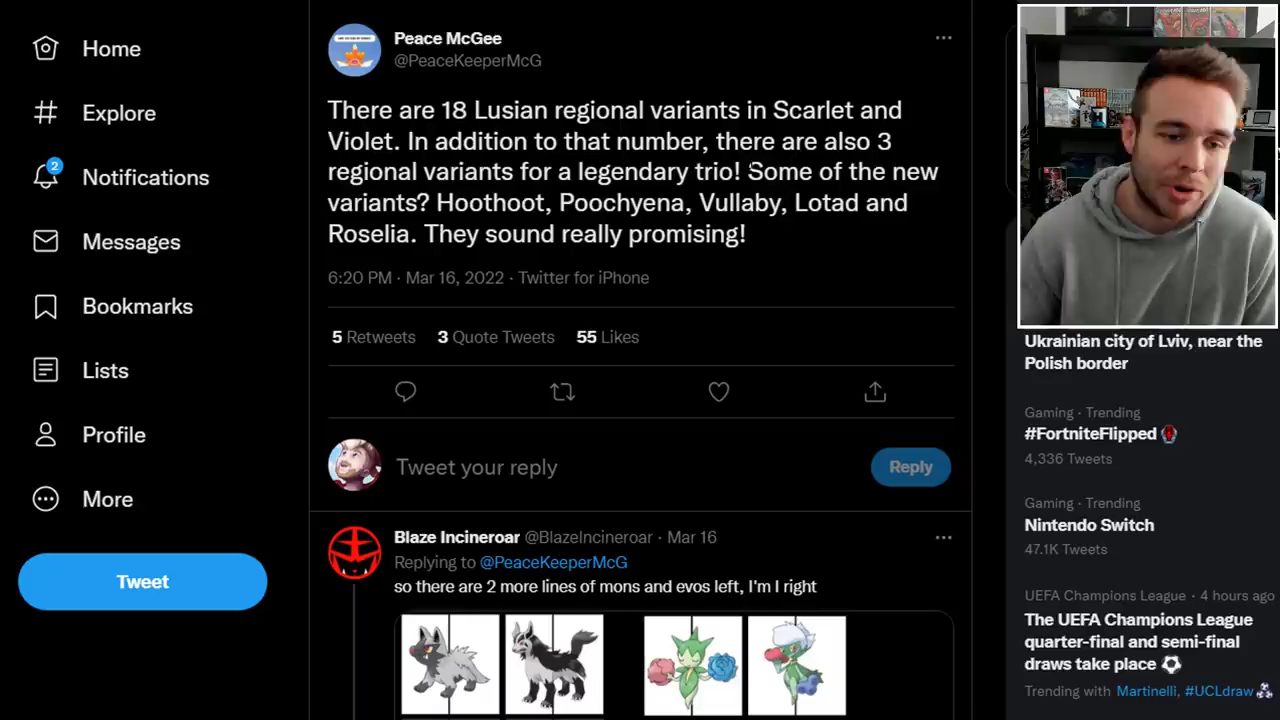 Home
Explore
2
Notifications
Messages
Bookmarks
Lists
Profile
More
Tweet
Peace McGee
@PeaceKeeperMcG
There are 18 Lusian regional variants in Scarlet and
Violet. In addition to that number, there are also 3
regional variants for a legendary trio! Some of the new
variants? Hoothoot, Poochyena, Vullaby, Lotad and
Roselia. They sound really promising!
6:20 PM · Mar 16, 2022 · Twitter for iPhone
5 Retweets 3 Quote Tweets 55 Likes
Tweet your reply
Reply
Blaze Incineroar @BlazeIncineroar · Mar 16
Replying to @PeaceKeeperMcG
so there are 2 more lines of mons and evos left, I'm I right
Ukrainian city of Lviv, near the
Polish border
Gaming · Trending
#FortniteFlipped
4,336 Tweets
Gaming · Trending
Nintendo Switch
47.1K Tweets
UEFA Champions League · 4 hours ago
The UEFA Champions League
quarter-final and semi-final
draws take place
Trending with Martinelli, #UCLdraw